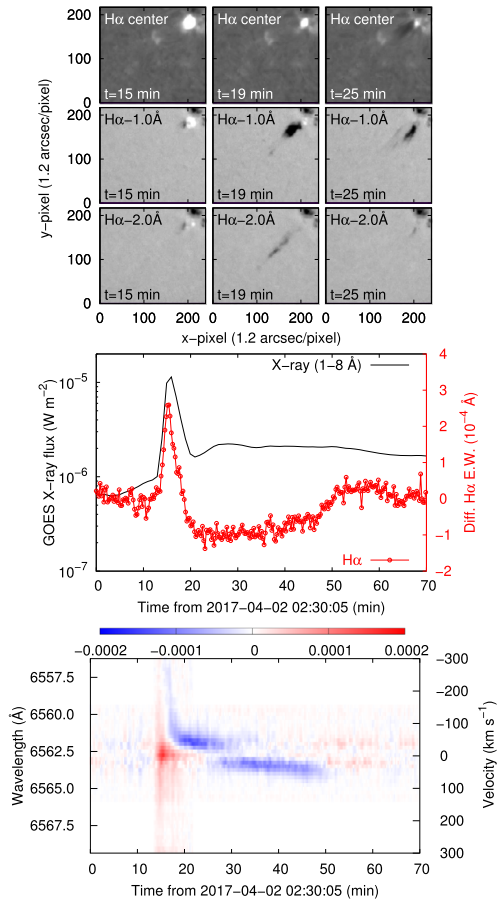 200 Hα center Hα center Hα center
100
0 t=15 min t=19 min t=25 min
200 Hα−1.0Å Hα−1.0Å Hα−1.0Å
100
0 t=15 min t=19 min t=25 min
200 Hα−2.0Å Hα−2.0Å Hα−2.0Å
100
0 t=15 min t=19 min t=25 min
0 100 200 0 100 200 0 100 200
x−pixel (1.2 arcsec/pixel)
y−pixel (1.2 arcsec/pixel)
X−ray (1−8 Å)
Hα
10−5
10−6
10−7
GOES X−ray flux (W m−2)
4
3
2
1
0
−1
−2
Diff. Hα E.W. (10−4 Å)
0 10 20 30 40 50 60 70
Time from 2017−04−02 02:30:05 (min)
−0.0002 −0.0001 0 0.0001 0.0002
6557.5
6560.0
6562.5
6565.0
6567.5
Wavelength (Å)
−300
−200
−100
0
100
200
300
Velocity (km s−1)
0 10 20 30 40 50 60 70
Time from 2017−04−02 02:30:05 (min)